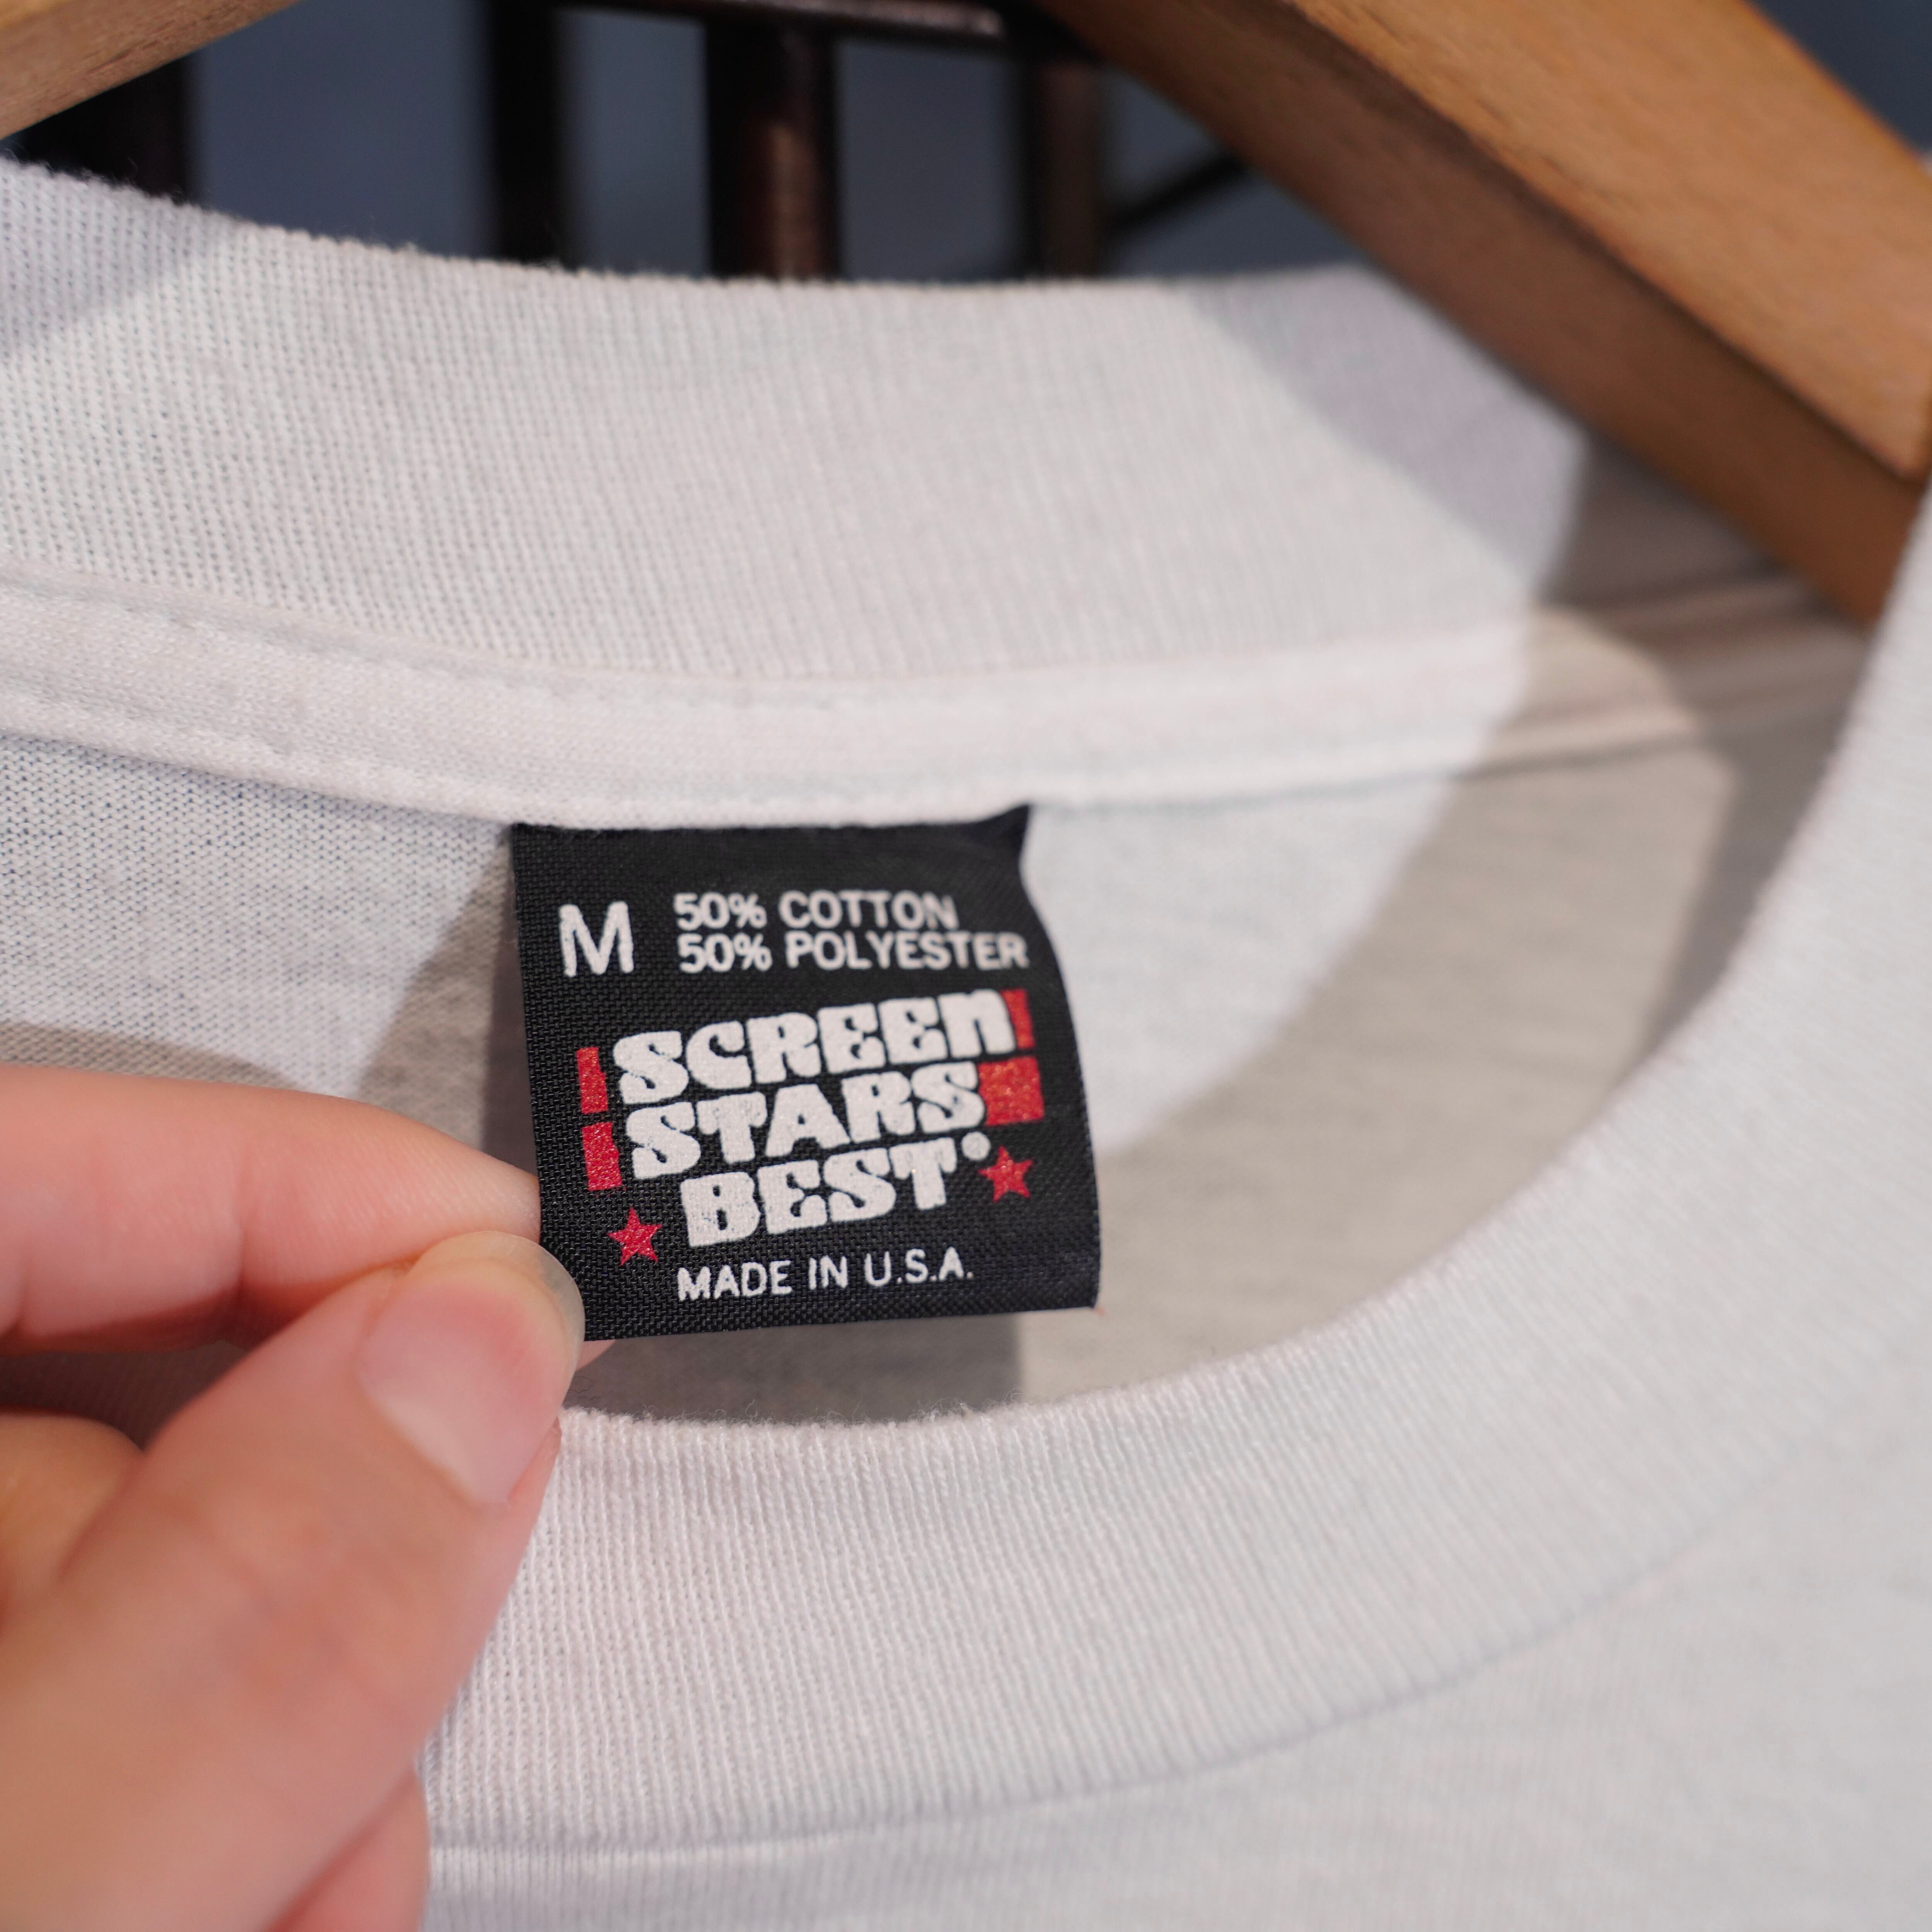 M
50% COTTON
50% POLYESTER
SCREEN
STARS
BEST
MADE IN U.S.A.